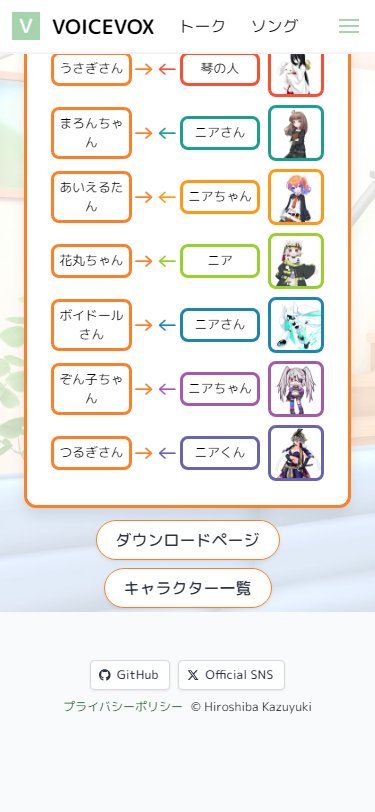 V VOICEVOX トーク ソング
うさぎさん 琴の人
まろんちゃ
ん
ニアさん
あいえるた
ん
ニアちゃん
花丸ちゃん ニア
ボイドール
さん
ニアさん
ぞん子ちゃ
ん
ニアちゃん
つるぎさん ニアくん
ダウンロードページ
キャラクター一覧
GitHub Official SNS
プライバシーポリシー © Hiroshiba Kazuyuki